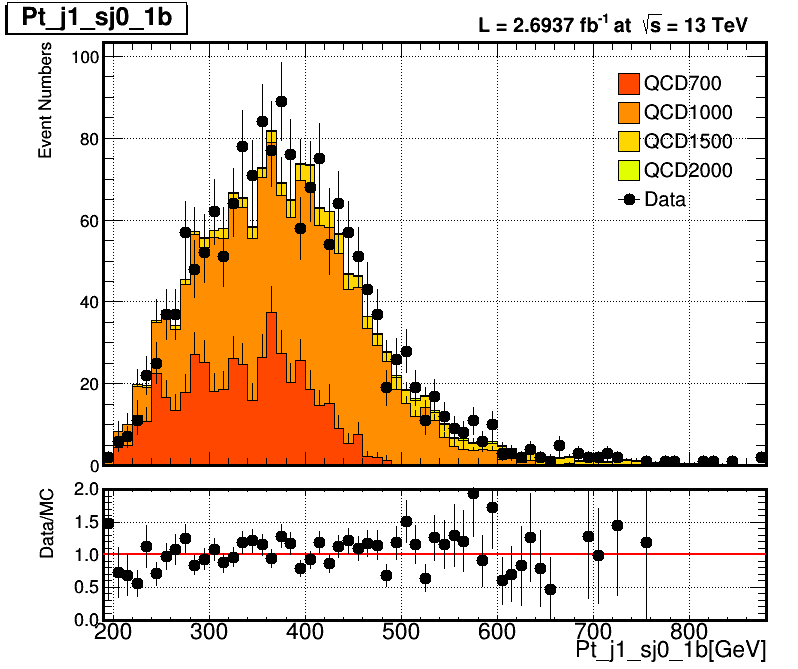 Pt_j1_sj0_1b
L = 2.6937 fb⁻¹ at √s = 13 TeV
Event Numbers
100
80
60
40
20
0
QCD700
QCD1000
QCD1500
QCD2000
Data
Data/MC
2.0
1.5
1.0
0.5
0.0
200 300 400 500 600 700 800
Pt_j1_sj0_1b[GeV]